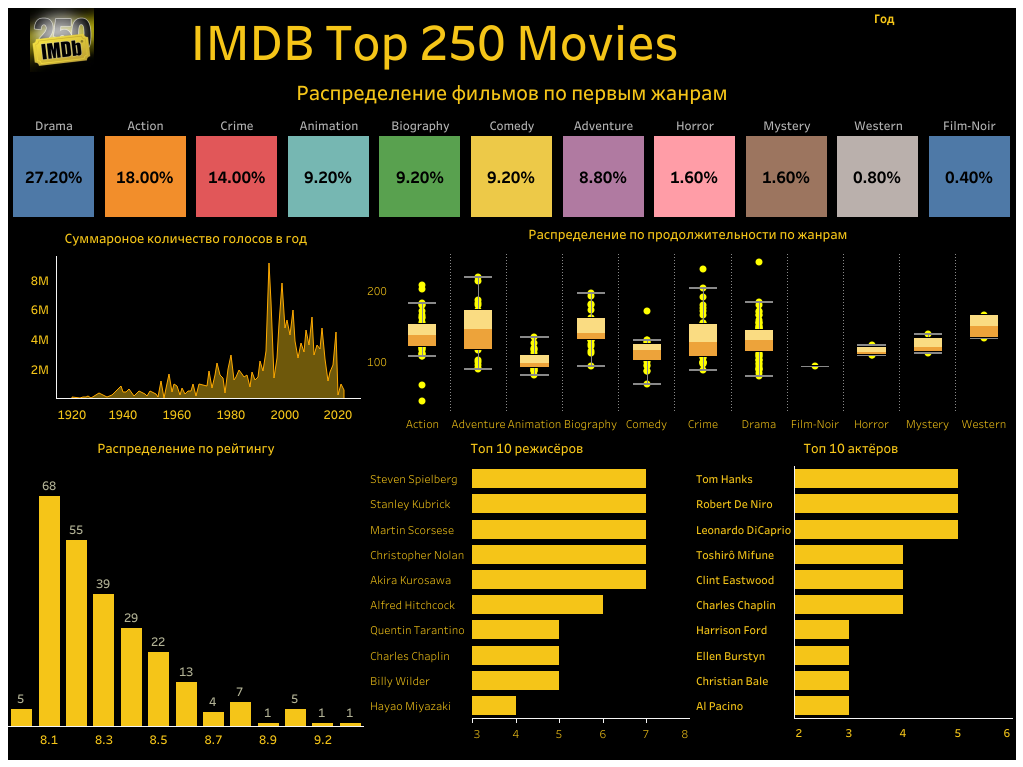 250
IMDb
IMDB Top 250 Movies
Год
Распределение фильмов по первым жанрам
Drama Action Crime Animation Biography Comedy Adventure Horror Mystery Western Film-Noir
27.20% 18.00% 14.00% 9.20% 9.20% 9.20% 8.80% 1.60% 1.60% 0.80% 0.40%
Суммароное количество голосов в год
8M
6M
4M
2M
1920 1940 1960 1980 2000 2020
Распределение по продолжительности по жанрам
200
100
Action Adventure Animation Biography Comedy Crime Drama Film-Noir Horror Mystery Western
Распределение по рейтингу
5 68 55 39 29 22 13 4 7 1 5 1 1
8.1 8.3 8.5 8.7 8.9 9.2
Топ 10 режисёров
Steven Spielberg
Stanley Kubrick
Martin Scorsese
Christopher Nolan
Akira Kurosawa
Alfred Hitchcock
Quentin Tarantino
Charles Chaplin
Billy Wilder
Hayao Miyazaki
3 4 5 6 7 8
Топ 10 актёров
Tom Hanks
Robert De Niro
Leonardo DiCaprio
Toshirô Mifune
Clint Eastwood
Charles Chaplin
Harrison Ford
Ellen Burstyn
Christian Bale
Al Pacino
2 3 4 5 6